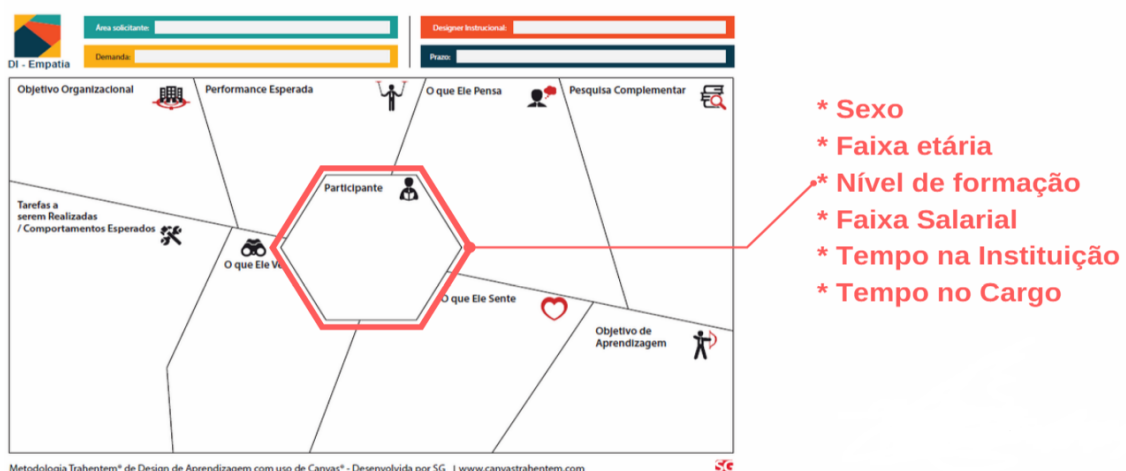 Área solicitante:
Designer Instrucional:
DI - Empatia
Demanda:
Prazo:
Objetivo Organizacional
Performance Esperada
O que Ele Pensa
Pesquisa Complementar
Participante
Tarefas a
serem Realizadas
/ Comportamentos Esperados
O que Ele V
O que Ele Sente
Objetivo de
Aprendizagem
* Sexo
* Faixa etária
* Nível de formação
* Faixa Salarial
* Tempo na Instituição
* Tempo no Cargo
Metodologia Trahentem® de Design de Aprendizagem com uso de Canvas® - Desenvolvida por SG | www.canvastrahentem.com
SG